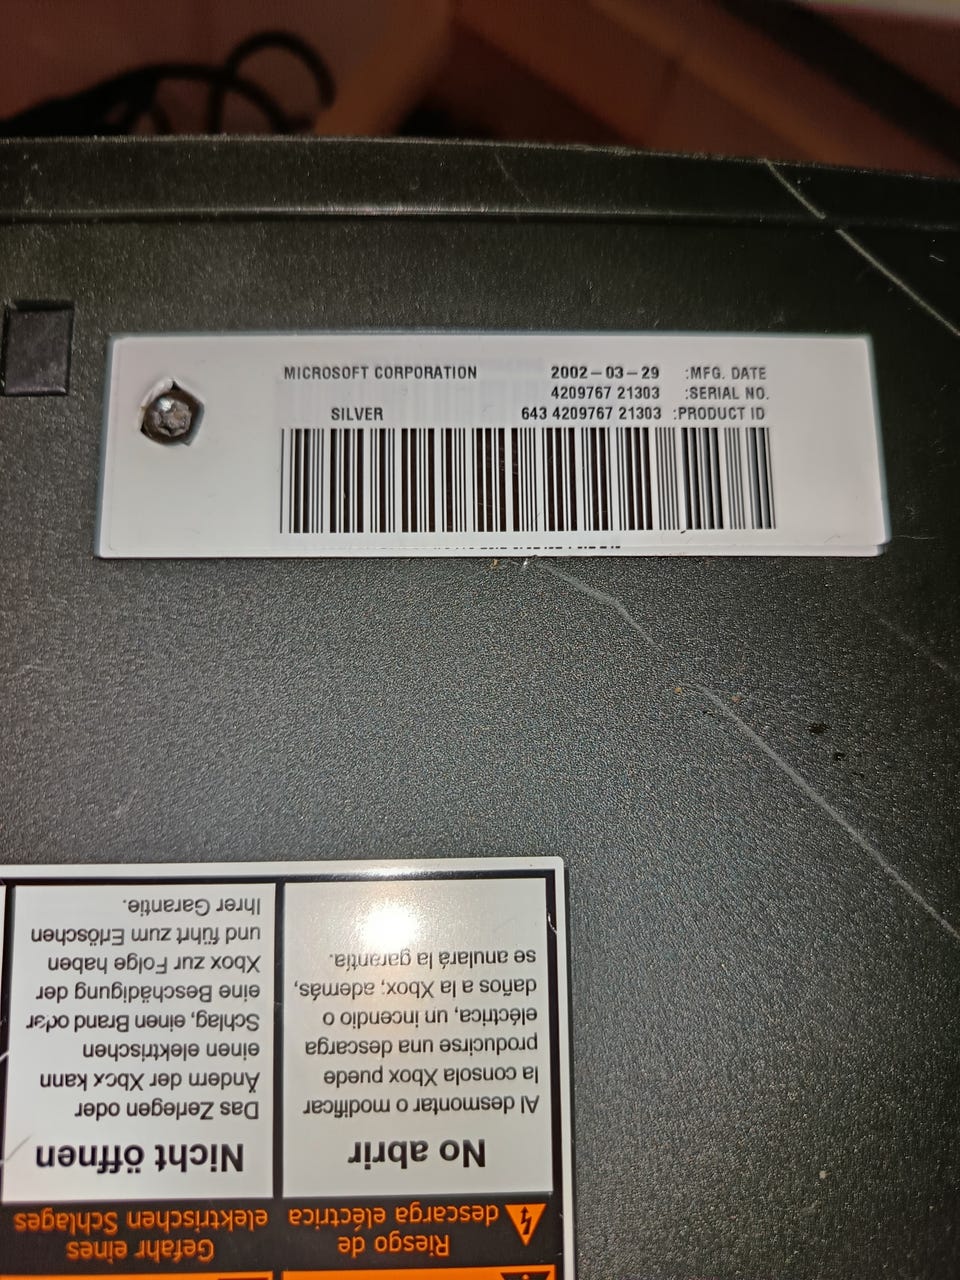 MICROSOFT CORPORATION 2002-03-29 :MFG. DATE
4209767 21303 :SERIAL NO.
SILVER 643 4209767 21303 :PRODUCT ID
Riesgo de
descarga eléctrica
No abrir
Al desmontar o modificar
la consola Xbox puede
producirse una descarga
eléctrica, un incendio o
daños a la Xbox; además,
se anulará la garantía.
Gefahr eines
elektrischen Schlages
Nicht öffnen
Das Zerlegen oder
Ändern der Xbox kann
einen elektrischen
Schlag, einen Brand oder
eine Beschädigung der
Xbox zur Folge haben
und führt zum Erlöschen
Ihrer Garantie.